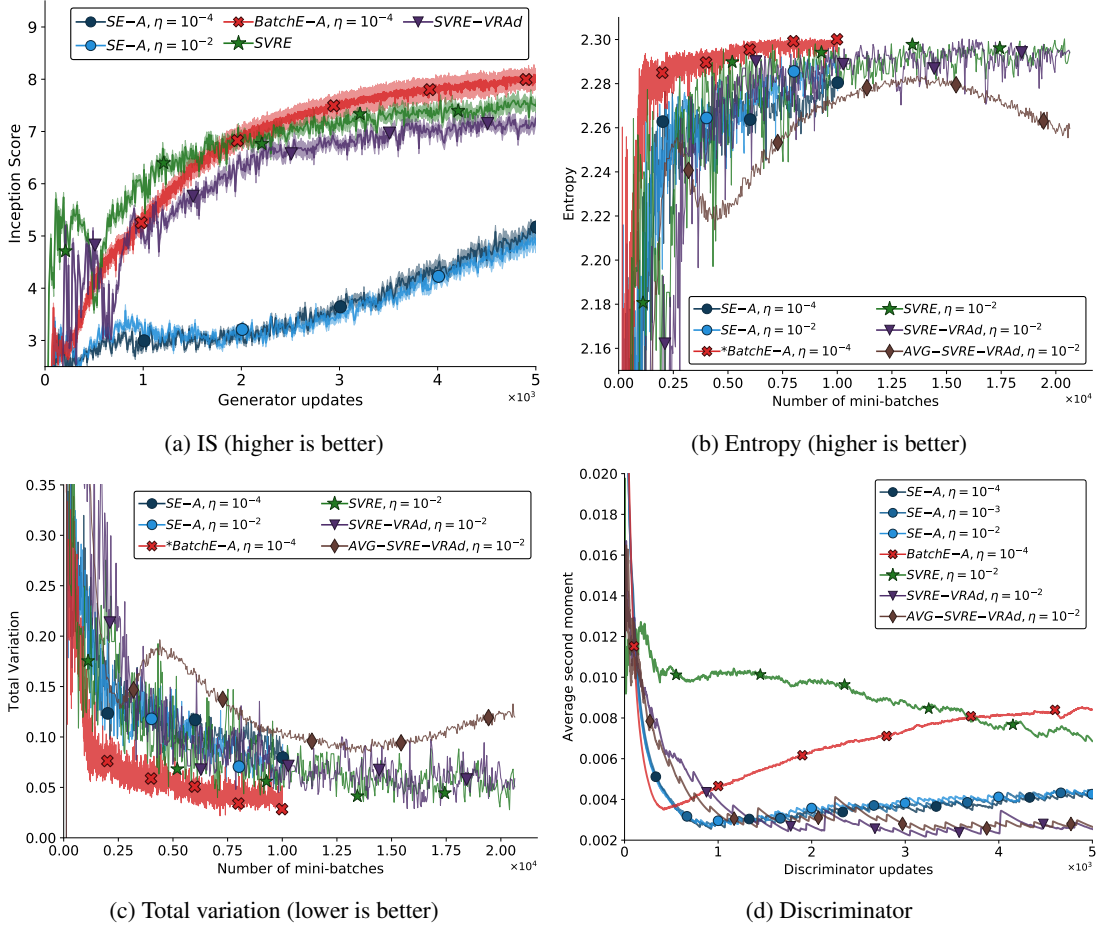 SE−A, η = 10⁻⁴
SE−A, η = 10⁻²
BatchE−A, η = 10⁻⁴
SVRE
SVRE−VRAd
Inception Score
9
8
7
6
5
4
3
0 1 2 3 4 5
×10³
Generator updates
(a) IS (higher is better)
Entropy
2.30
2.28
2.26
2.24
2.22
2.20
2.18
2.16
SE−A, η = 10⁻⁴
SE−A, η = 10⁻²
*BatchE−A, η = 10⁻⁴
SVRE, η = 10⁻²
SVRE−VRAd, η = 10⁻²
AVG−SVRE−VRAd, η = 10⁻²
0.00 0.25 0.50 0.75 1.00 1.25 1.50 1.75 2.00
×10⁴
Number of mini−batches
(b) Entropy (higher is better)
Total Variation
0.35
0.30
0.25
0.20
0.15
0.10
0.05
0.00
SE−A, η = 10⁻⁴
SE−A, η = 10⁻²
*BatchE−A, η = 10⁻⁴
SVRE, η = 10⁻²
SVRE−VRAd, η = 10⁻²
AVG−SVRE−VRAd, η = 10⁻²
0.00 0.25 0.50 0.75 1.00 1.25 1.50 1.75 2.00
×10⁴
Number of mini−batches
(c) Total variation (lower is better)
Average second moment
0.020
0.018
0.016
0.014
0.012
0.010
0.008
0.006
0.004
0.002
SE−A, η = 10⁻⁴
SE−A, η = 10⁻³
SE−A, η = 10⁻²
BatchE−A, η = 10⁻⁴
SVRE, η = 10⁻²
SVRE−VRAd, η = 10⁻²
AVG−SVRE−VRAd, η = 10⁻²
0 1 2 3 4 5
×10³
Discriminator updates
(d) Discriminator